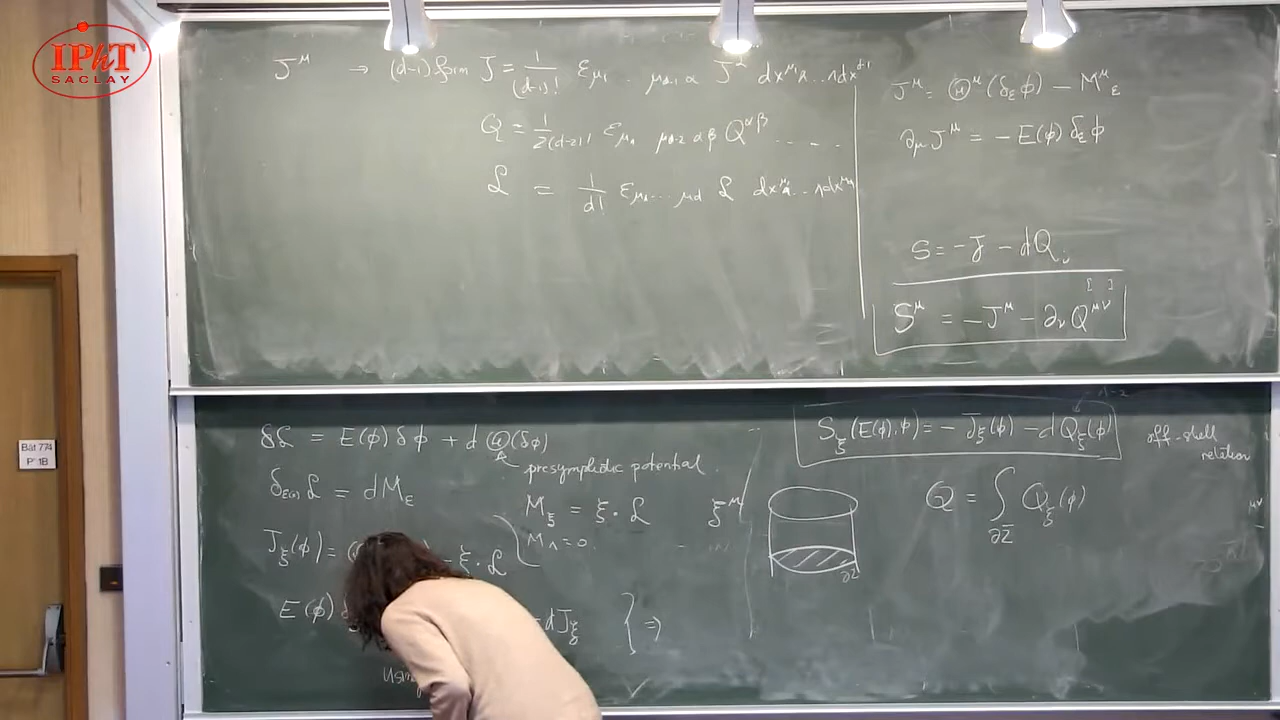 IPhT
SACLAY
J^μ → (d-1) form J = 1/(d-1)! ε_{μ1 ... μd-1 α} J^α dx^{μ1} ∧ ... ∧ dx^{μd-1}
Q = 1/2(d-2)! ε_{μ1 ... μd-2 αβ} Q^{αβ} ....
L = 1/d! ε_{μ1 ... μd} L dx^{μ1} ∧ ... ∧ dx^{μd}
J^μ = Θ^μ(δ_ε φ) - M^μ_ε
∂_μ J^μ = - E(φ) δ_ε φ
S = - J - dQ
S^μ = - J^μ - ∂_ν Q^{[μν]}
Bât 774
P 1B
δL = E(φ) δφ + d Θ(δφ)
presymplectic potential
δ_ε L = dM_ε
M_ξ = ξ · L ξ^μ
M_Λ = 0.
J_ξ(φ) = - ξ · L
E(φ) dJ_ξ } ⇒
S_ξ(E(φ), φ) = - J_ξ(φ) - dQ_ξ(φ)
off-shell
relation
Q = ∫_{∂Σ} Q_ξ(φ)
∂Σ